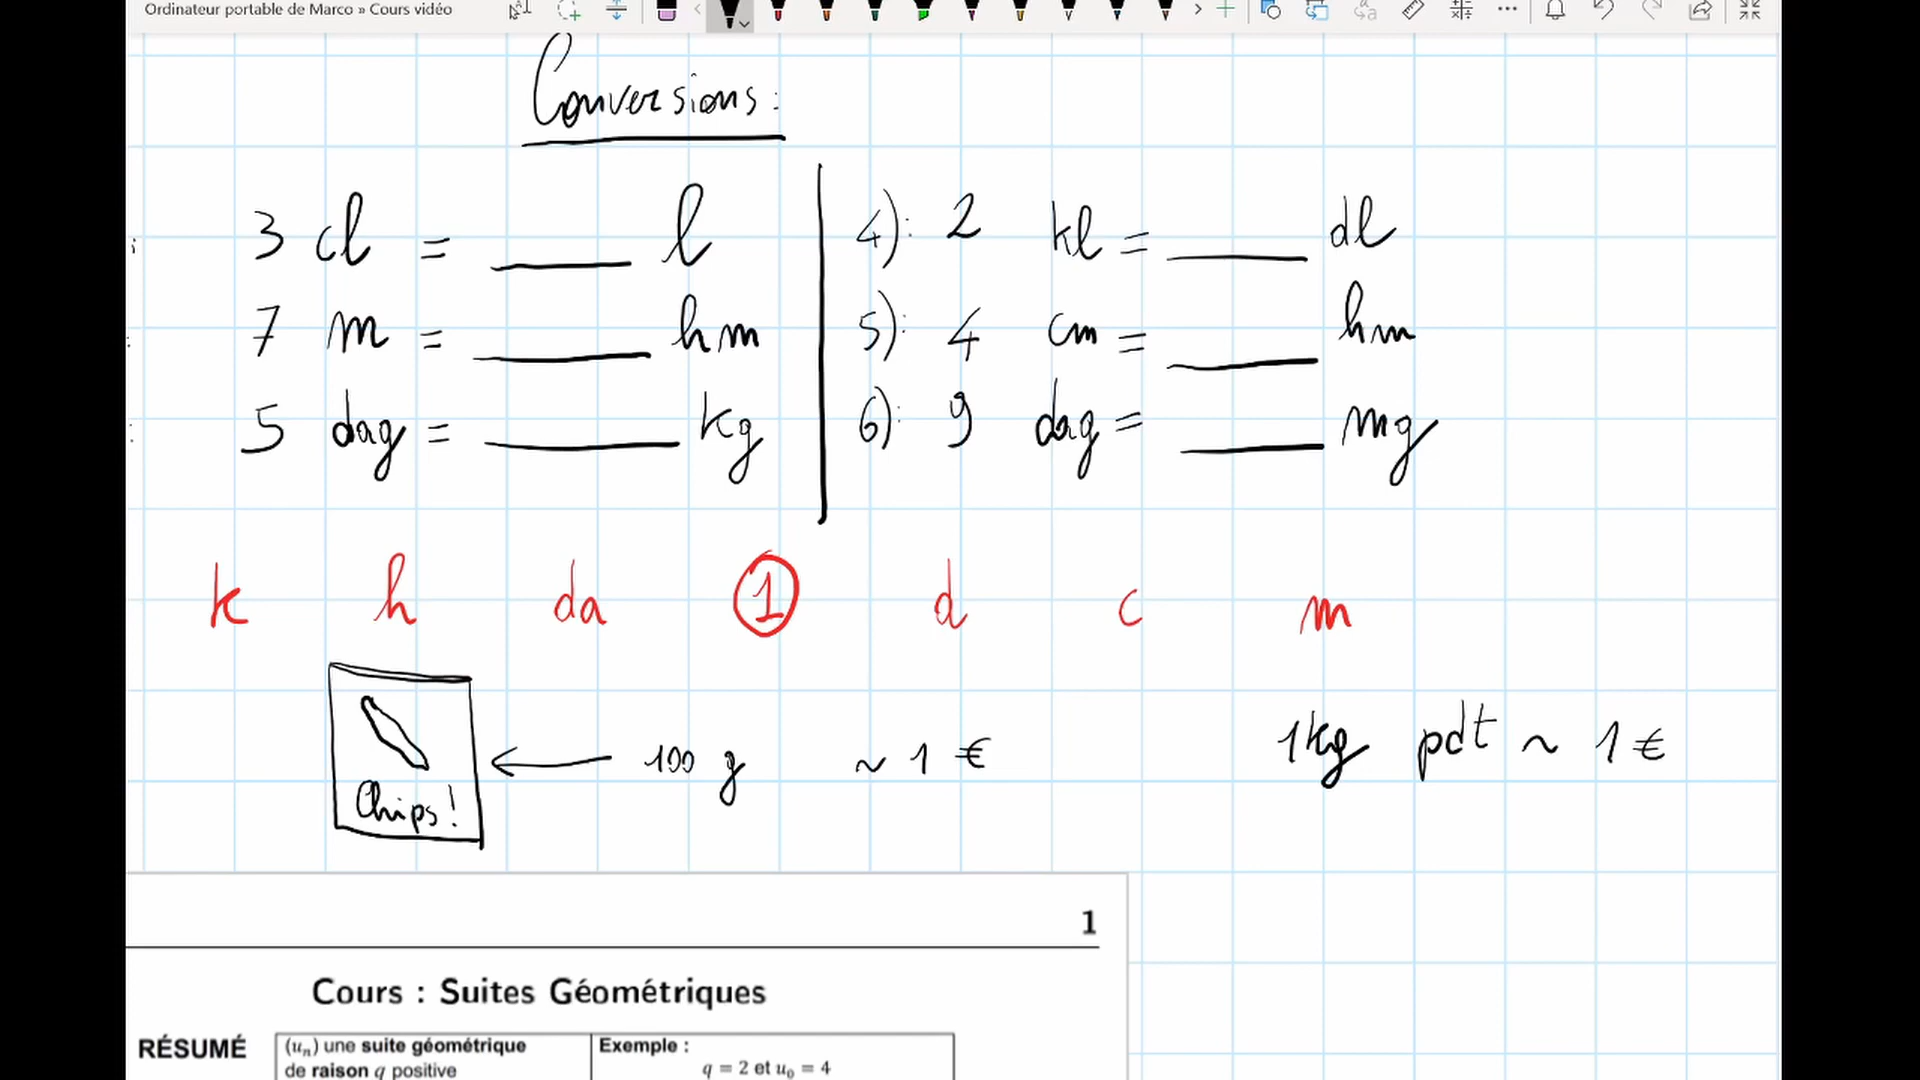 Ordinateur portable de Marco » Cours vidéo
Conversions :
3 cl = ____ l
7 m = ____ hm
5 dag = ____ kg
4) : 2 kl = ____ dl
5) : 4 cm = ____ hm
6) : 9 dag = ____ mg
k h da 1 d c m
Chips !
100 g ~ 1 €
1kg pdt ~ 1 €
1
Cours : Suites Géométriques
RÉSUMÉ
(uₙ) une suite géométrique
de raison q positive
Exemple :
q = 2 et u₀ = 4